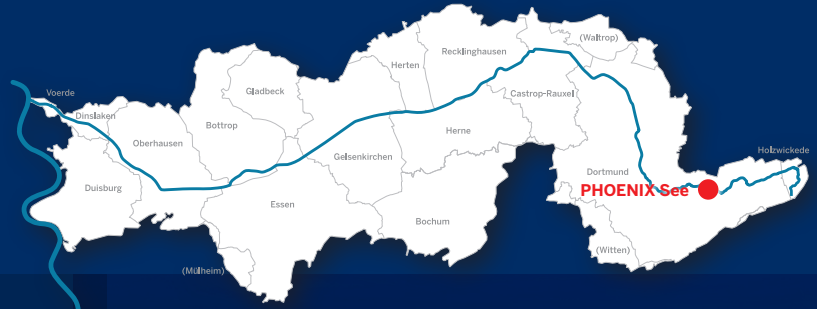 (Waltrop)
Recklinghausen
Herten
Gladbeck
Voerde
Castrop-Rauxel
Dinslaken
Bottrop
Herne
Oberhausen
Holzwickede
Gelsenkirchen
Dortmund
Duisburg
PHOENIX See
Essen
Bochum
(Witten)
(Mülheim)